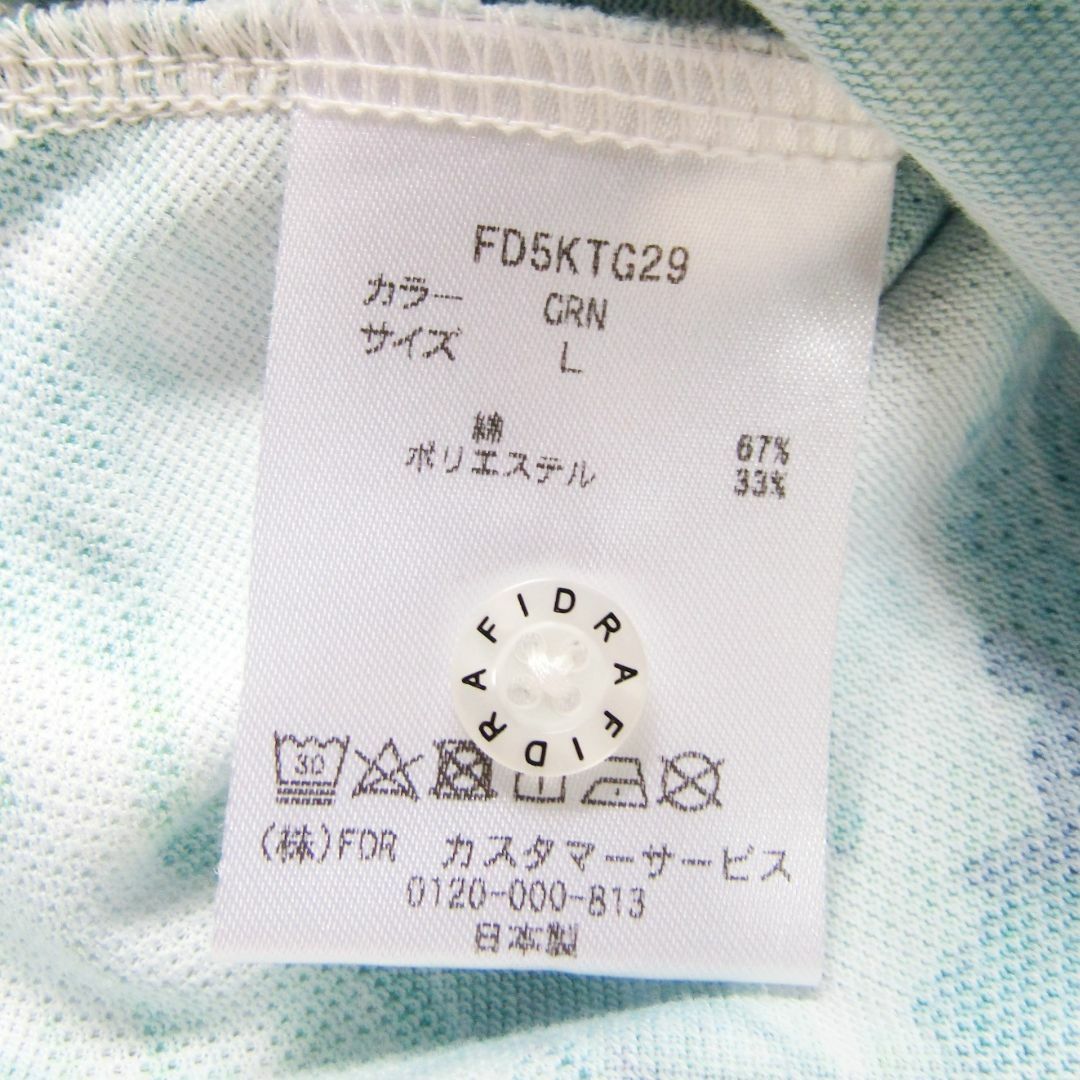 FD5KTG29
カラー GRN
サイズ L
綿 67%
ポリエステル 33%
FIDRA FIDRA
30
(株)FDR カスタマーサービス
0120-000-813
日本製